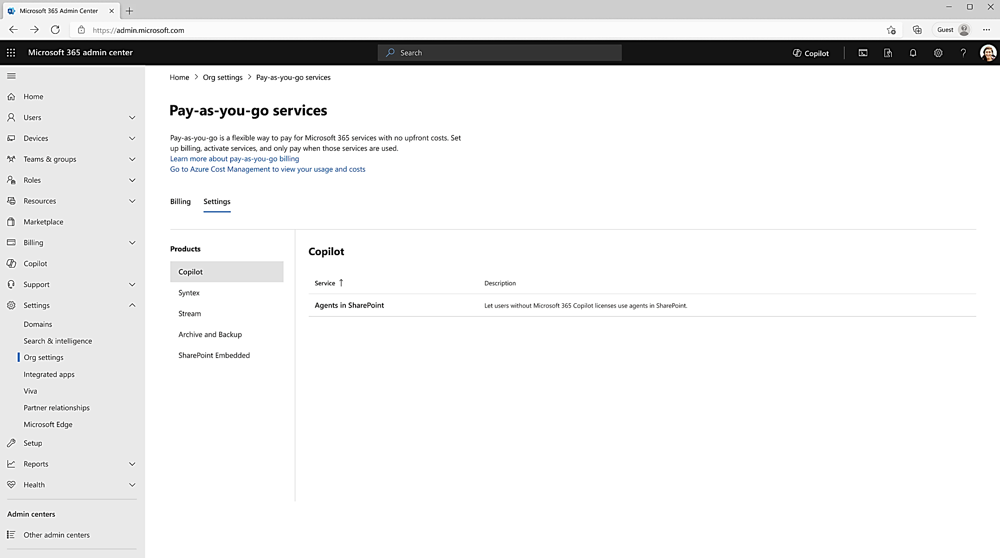 Microsoft 365 Admin Center
https://admin.microsoft.com
Guest
Microsoft 365 admin center
Search
Copilot
Home
Users
Devices
Teams & groups
Roles
Resources
Marketplace
Billing
Copilot
Support
Settings
Domains
Search & intelligence
Org settings
Integrated apps
Viva
Partner relationships
Microsoft Edge
Setup
Reports
Health
Admin centers
Other admin centers
Home > Org settings > Pay-as-you-go services
Pay-as-you-go services
Pay-as-you-go is a flexible way to pay for Microsoft 365 services with no upfront costs. Set
up billing, activate services, and only pay when those services are used.
Learn more about pay-as-you-go billing
Go to Azure Cost Management to view your usage and costs
Billing Settings
Products
Copilot
Syntex
Stream
Archive and Backup
SharePoint Embedded
Copilot
Service ↑ Description
Agents in SharePoint Let users without Microsoft 365 Copilot licenses use agents in SharePoint.